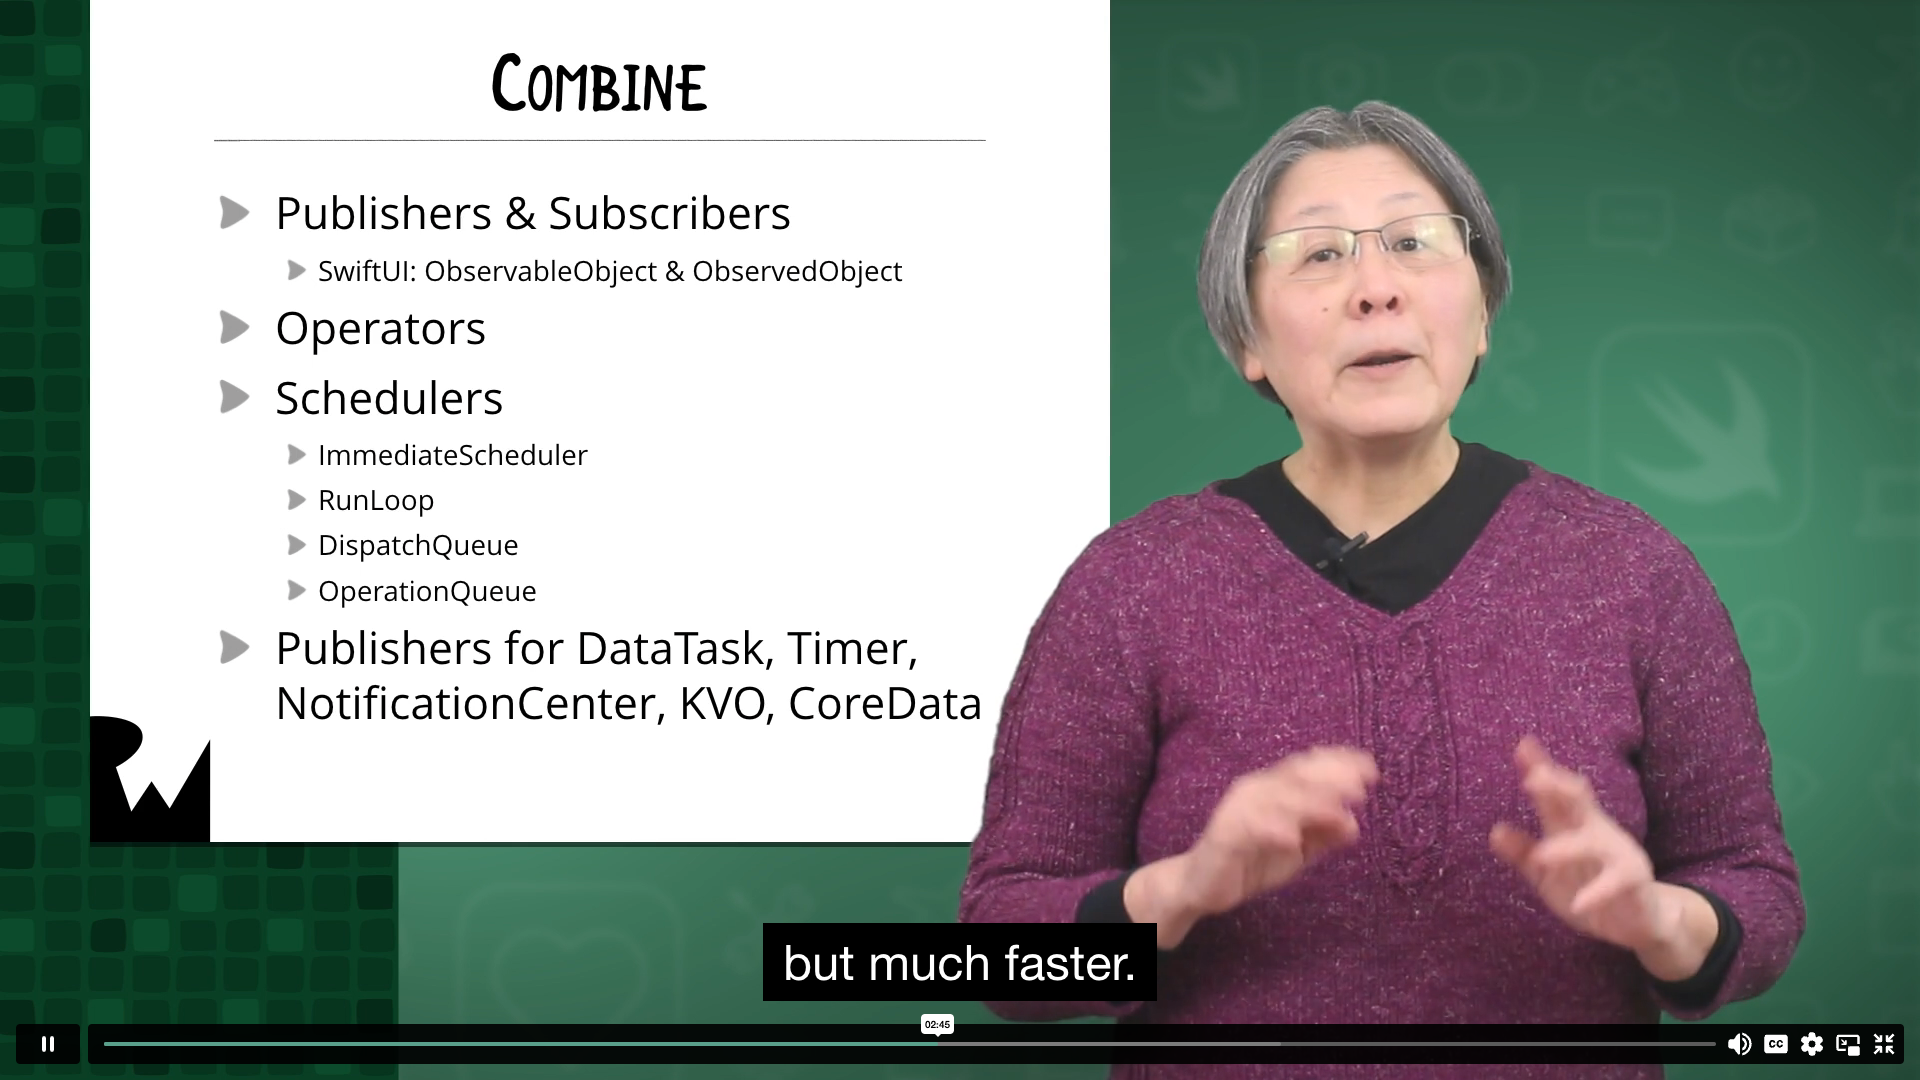 COMBINE
Publishers & Subscribers
SwiftUI: ObservableObject & ObservedObject
Operators
Schedulers
ImmediateScheduler
RunLoop
DispatchQueue
OperationQueue
Publishers for DataTask, Timer,
NotificationCenter, KVO, CoreData
RW
but much faster.
02:45
CC